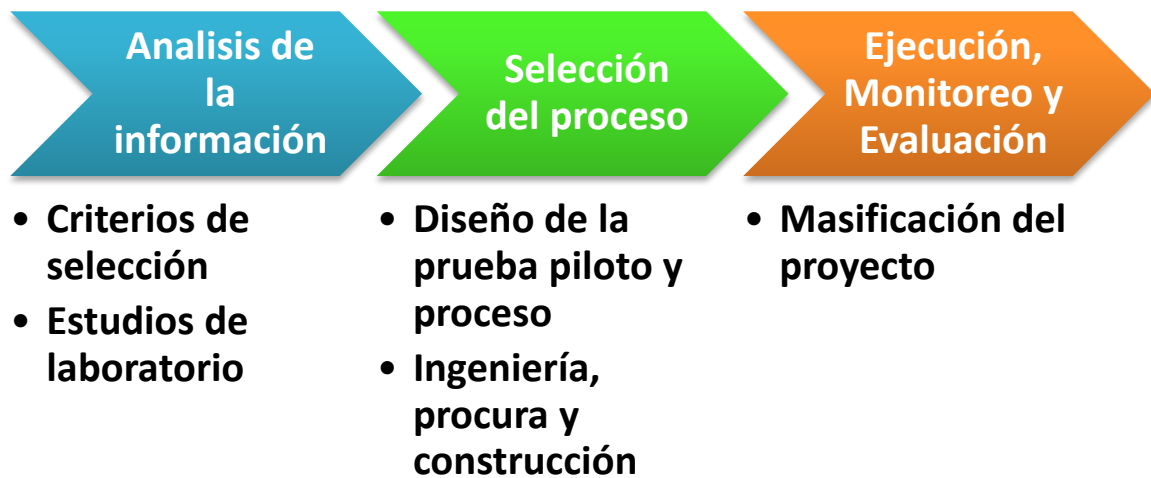 Analisis de
la
información
Selección
del proceso
Ejecución,
Monitoreo y
Evaluación
• Criterios de
selección
• Estudios de
laboratorio
• Diseño de la
prueba piloto y
proceso
• Ingeniería,
procura y
construcción
• Masificación del
proyecto